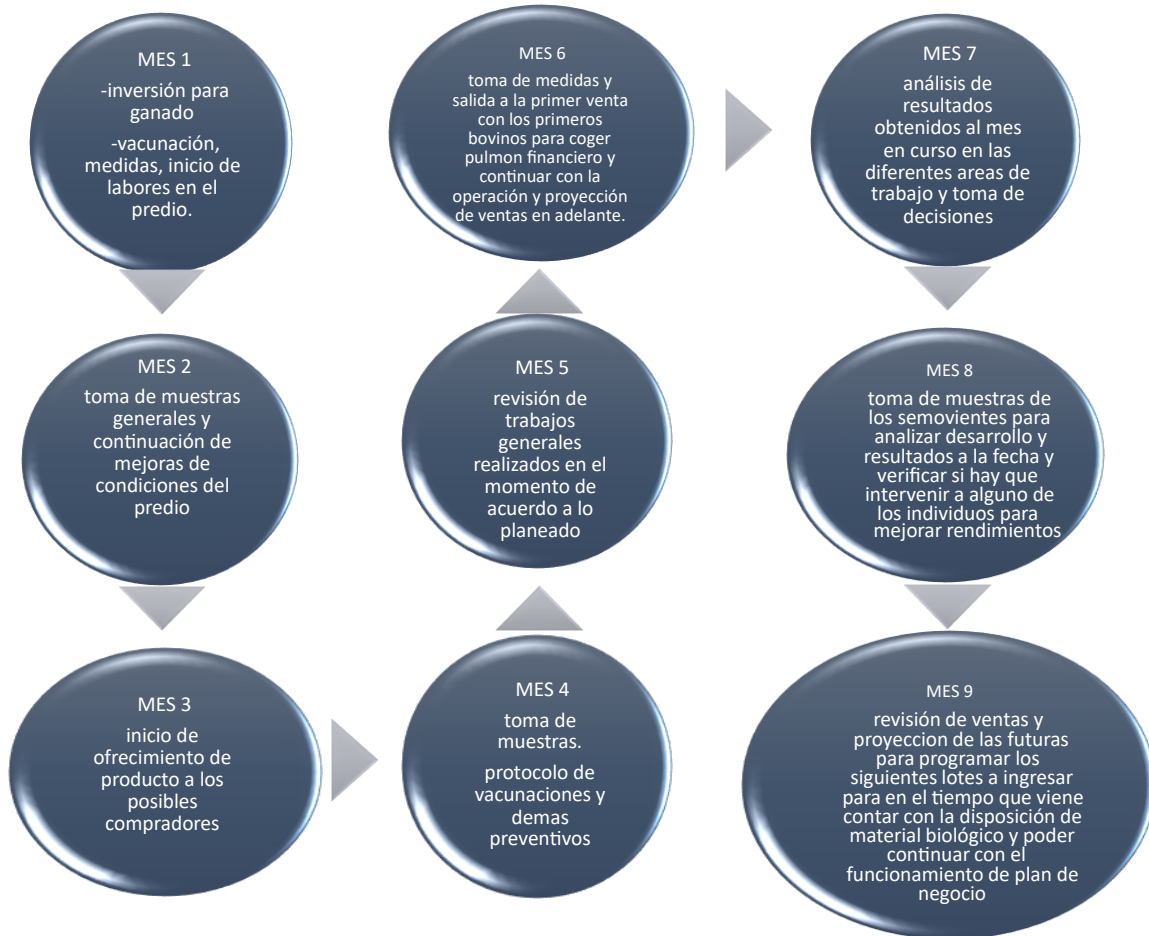 MES 1
-inversión para
ganado
-vacunación,
medidas, inicio de
labores en el
predio.
MES 2
toma de muestras
generales y
continuación de
mejoras de
condiciones del
predio
MES 3
inicio de
ofrecimiento de
producto a los
posibles
compradores
MES 4
toma de
muestras.
protocolo de
vacunaciones y
demas
preventivos
MES 5
revisión de
trabajos
generales
realizados en el
momento de
acuerdo a lo
planeado
MES 6
toma de medidas y
salida a la primer venta
con los primeros
bovinos para coger
pulmon financiero y
continuar con la
operación y proyección
de ventas en adelante.
MES 7
análisis de
resultados
obtenidos al mes
en curso en las
diferentes areas de
trabajo y toma de
decisiones
MES 8
toma de muestras de
los semovientes para
analizar desarrollo y
resultados a la fecha y
verificar si hay que
intervenir a alguno de
los individuos para
mejorar rendimientos
MES 9
revisión de ventas y
proyeccion de las futuras
para programar los
siguientes lotes a ingresar
para en el tiempo que viene
contar con la disposición de
material biológico y poder
continuar con el
funcionamiento de plan de
negocio